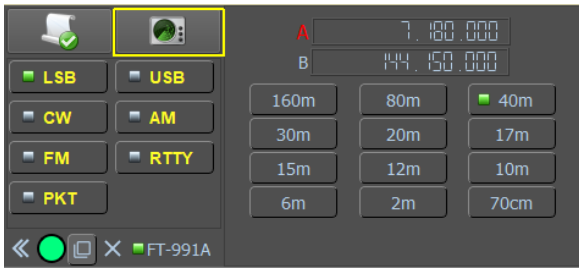 A 7.180.000
B 144.150.000
LSB USB
CW AM
FM RTTY
PKT
160m 80m 40m
30m 20m 17m
15m 12m 10m
6m 2m 70cm
FT-991A